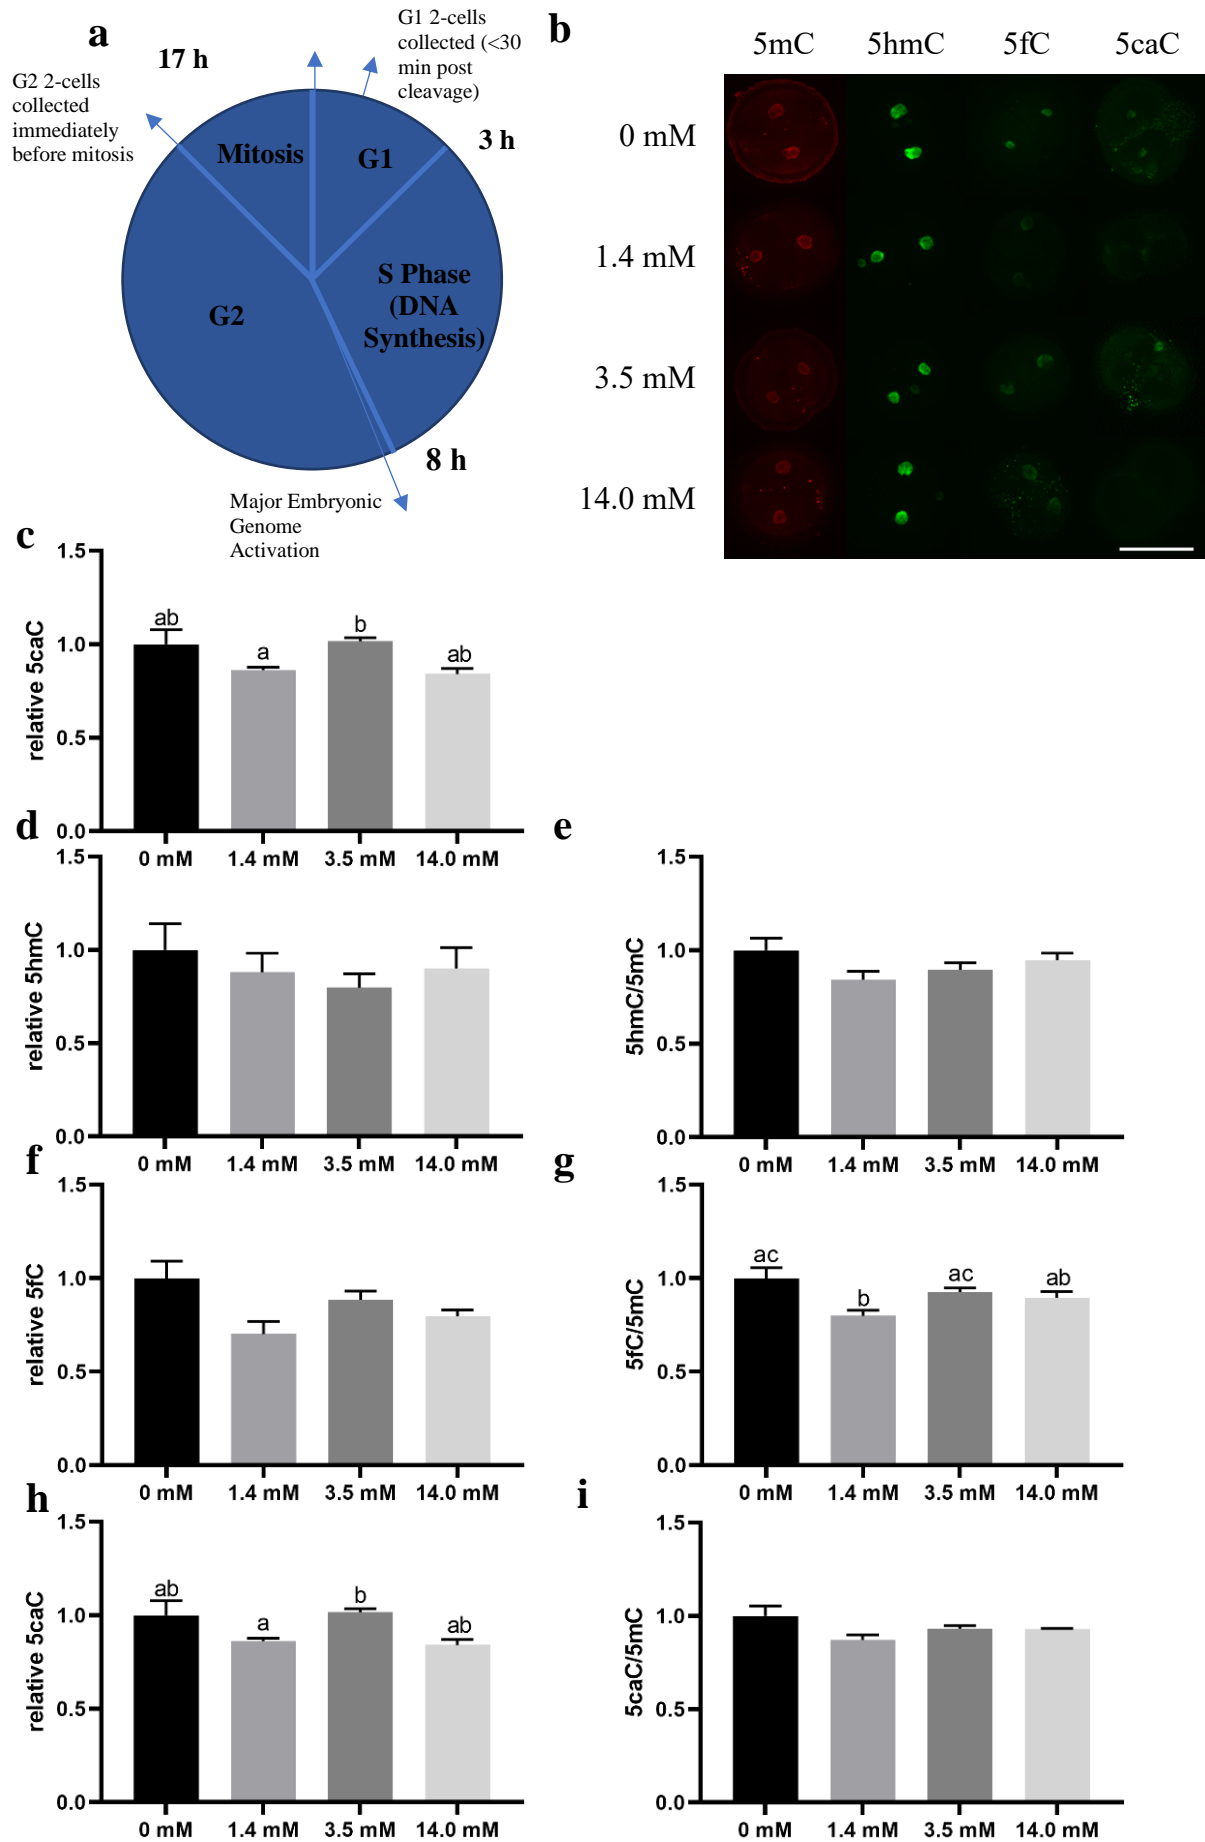 a
17 h
G1 2-cells
collected (<30
min post
cleavage)
G2 2-cells
collected
immediately
before mitosis
Mitosis
G1
3 h
S Phase
(DNA
Synthesis)
G2
8 h
Major Embryonic
Genome
Activation
b
5mC 5hmC 5fC 5caC
0 mM
1.4 mM
3.5 mM
14.0 mM
c
relative 5caC
1.5
1.0
0.5
0.0
ab a b ab
0 mM 1.4 mM 3.5 mM 14.0 mM
d
relative 5hmC
1.5
1.0
0.5
0.0
0 mM 1.4 mM 3.5 mM 14.0 mM
e
5hmC/5mC
1.5
1.0
0.5
0.0
0 mM 1.4 mM 3.5 mM 14.0 mM
f
relative 5fC
1.5
1.0
0.5
0.0
0 mM 1.4 mM 3.5 mM 14.0 mM
g
5fC/5mC
1.5
1.0
0.5
0.0
ac b ac ab
0 mM 1.4 mM 3.5 mM 14.0 mM
h
relative 5caC
1.5
1.0
0.5
0.0
ab a b ab
0 mM 1.4 mM 3.5 mM 14.0 mM
i
5caC/5mC
1.5
1.0
0.5
0.0
0 mM 1.4 mM 3.5 mM 14.0 mM